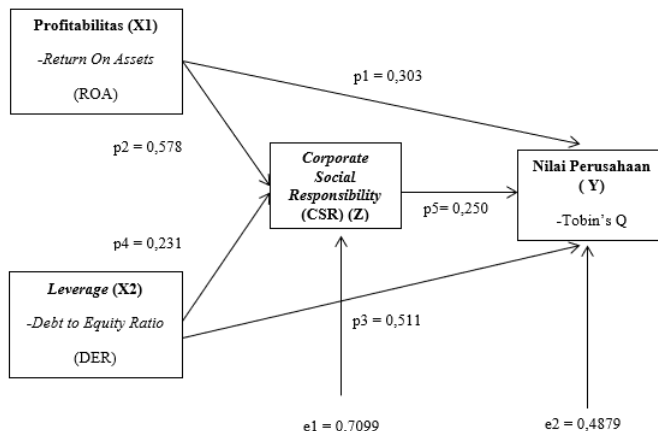 Profitabilitas (X1)
-Return On Assets
(ROA)
p1 = 0,303
p2 = 0,578
Corporate
Social
Responsibility
(CSR) (Z)
Nilai Perusahaan
( Y)
-Tobin's Q
p5= 0,250
p4 = 0,231
Leverage (X2)
-Debt to Equity Ratio
(DER)
p3 = 0,511
e1 = 0.7099
e2 = 0,4879